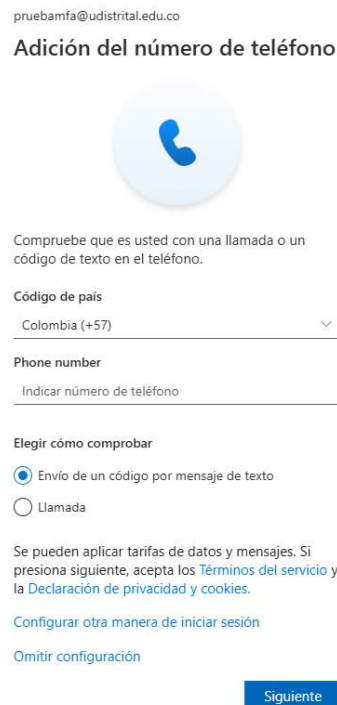 pruebamfa@udistrital.edu.co
Adición del número de teléfono
Compruebe que es usted con una llamada o un
código de texto en el teléfono.
Código de país
Colombia (+57)
Phone number
Indicar número de teléfono
Elegir cómo comprobar
Envío de un código por mensaje de texto
Llamada
Se pueden aplicar tarifas de datos y mensajes. Si
presiona siguiente, acepta los Términos del servicio y
la Declaración de privacidad y cookies.
Configurar otra manera de iniciar sesión
Omitir configuración
Siguiente